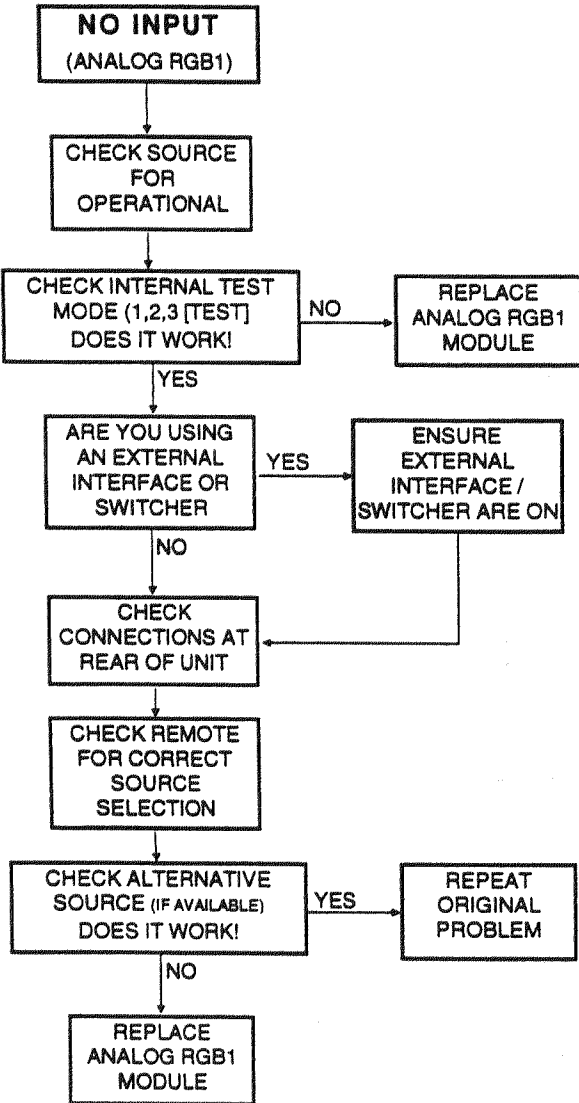 NO INPUT
(ANALOG RGB1)
CHECK SOURCE
FOR
OPERATIONAL
CHECK INTERNAL TEST
MODE (1,2,3 [TEST]
DOES IT WORK!
NO
REPLACE
ANALOG RGB1
MODULE
YES
ARE YOU USING
AN EXTERNAL
INTERFACE OR
SWITCHER
YES
ENSURE
EXTERNAL
INTERFACE /
SWITCHER ARE ON
NO
CHECK
CONNECTIONS AT
REAR OF UNIT
CHECK REMOTE
FOR CORRECT
SOURCE
SELECTION
CHECK ALTERNATIVE
SOURCE (IF AVAILABLE)
DOES IT WORK!
YES
REPEAT
ORIGINAL
PROBLEM
NO
REPLACE
ANALOG RGB1
MODULE